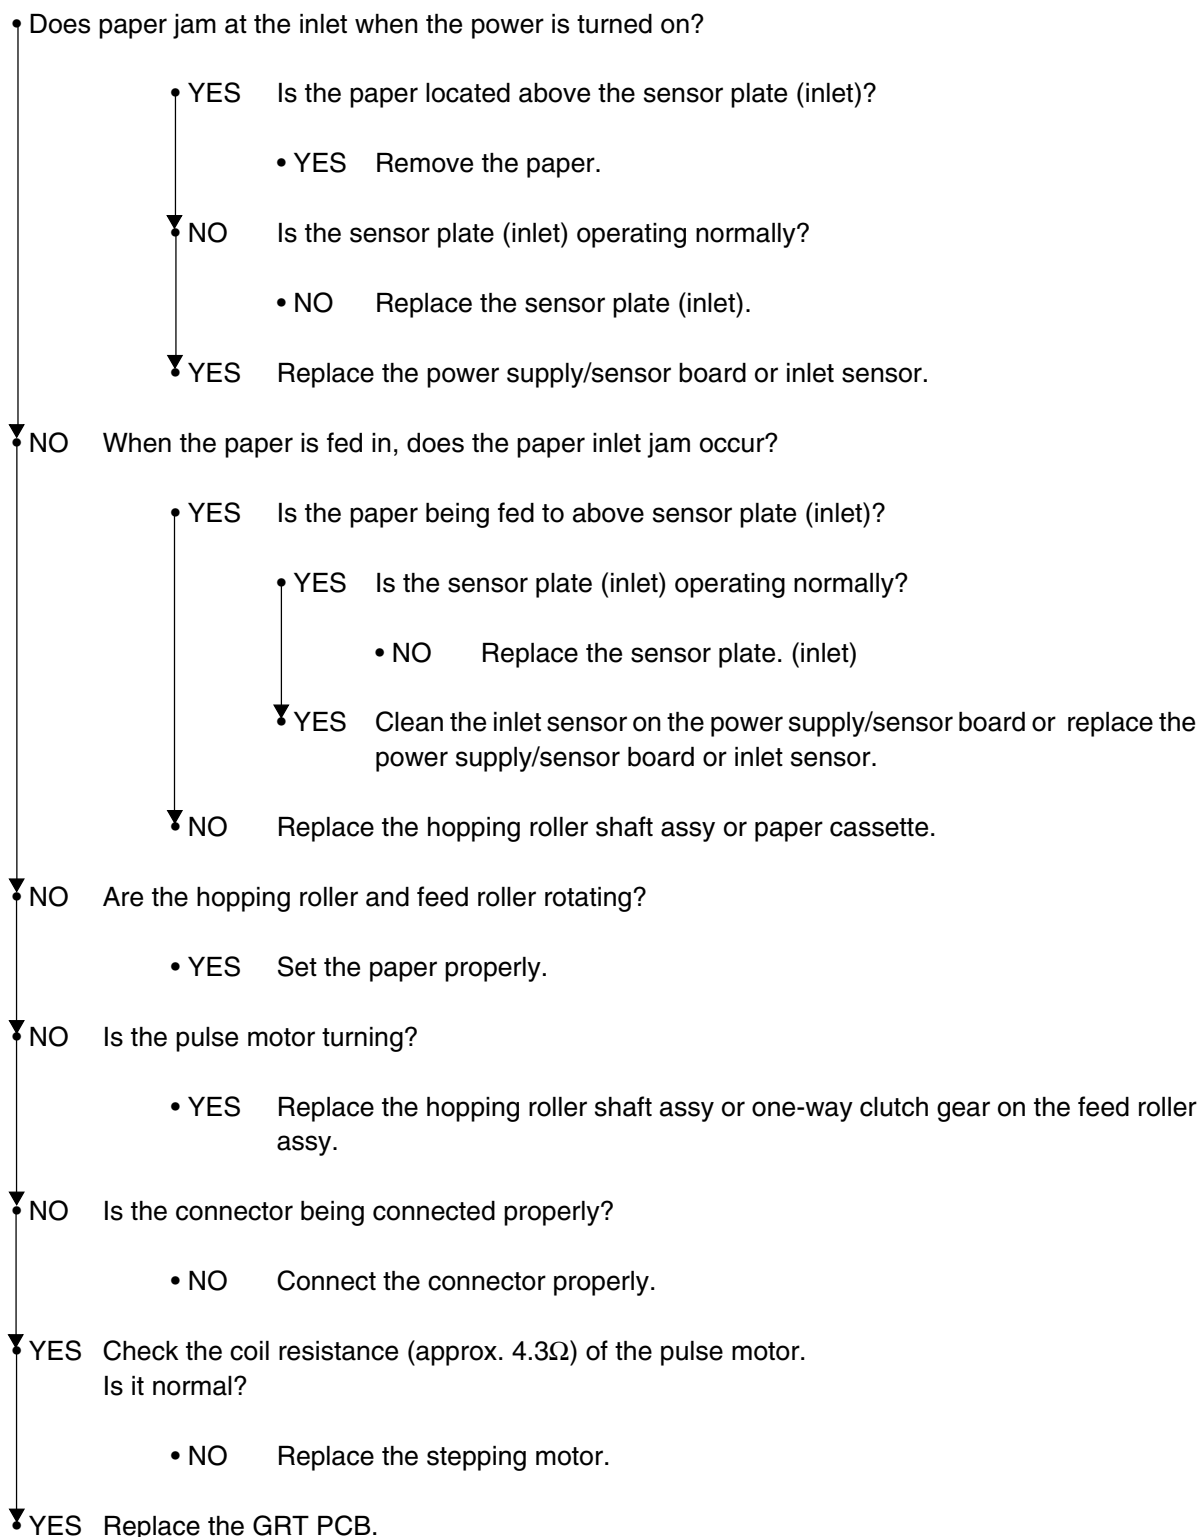 • Does paper jam at the inlet when the power is turned on?
• YES Is the paper located above the sensor plate (inlet)?
• YES Remove the paper.
• NO Is the sensor plate (inlet) operating normally?
• NO Replace the sensor plate (inlet).
• YES Replace the power supply/sensor board or inlet sensor.
• NO When the paper is fed in, does the paper inlet jam occur?
• YES Is the paper being fed to above sensor plate (inlet)?
• YES Is the sensor plate (inlet) operating normally?
• NO Replace the sensor plate. (inlet)
• YES Clean the inlet sensor on the power supply/sensor board or replace the
power supply/sensor board or inlet sensor.
• NO Replace the hopping roller shaft assy or paper cassette.
• NO Are the hopping roller and feed roller rotating?
• YES Set the paper properly.
• NO Is the pulse motor turning?
• YES Replace the hopping roller shaft assy or one-way clutch gear on the feed roller
assy.
• NO Is the connector being connected properly?
• NO Connect the connector properly.
• YES Check the coil resistance (approx. 4.3Ω) of the pulse motor.
Is it normal?
• NO Replace the stepping motor.
• YES Replace the GRT PCB.